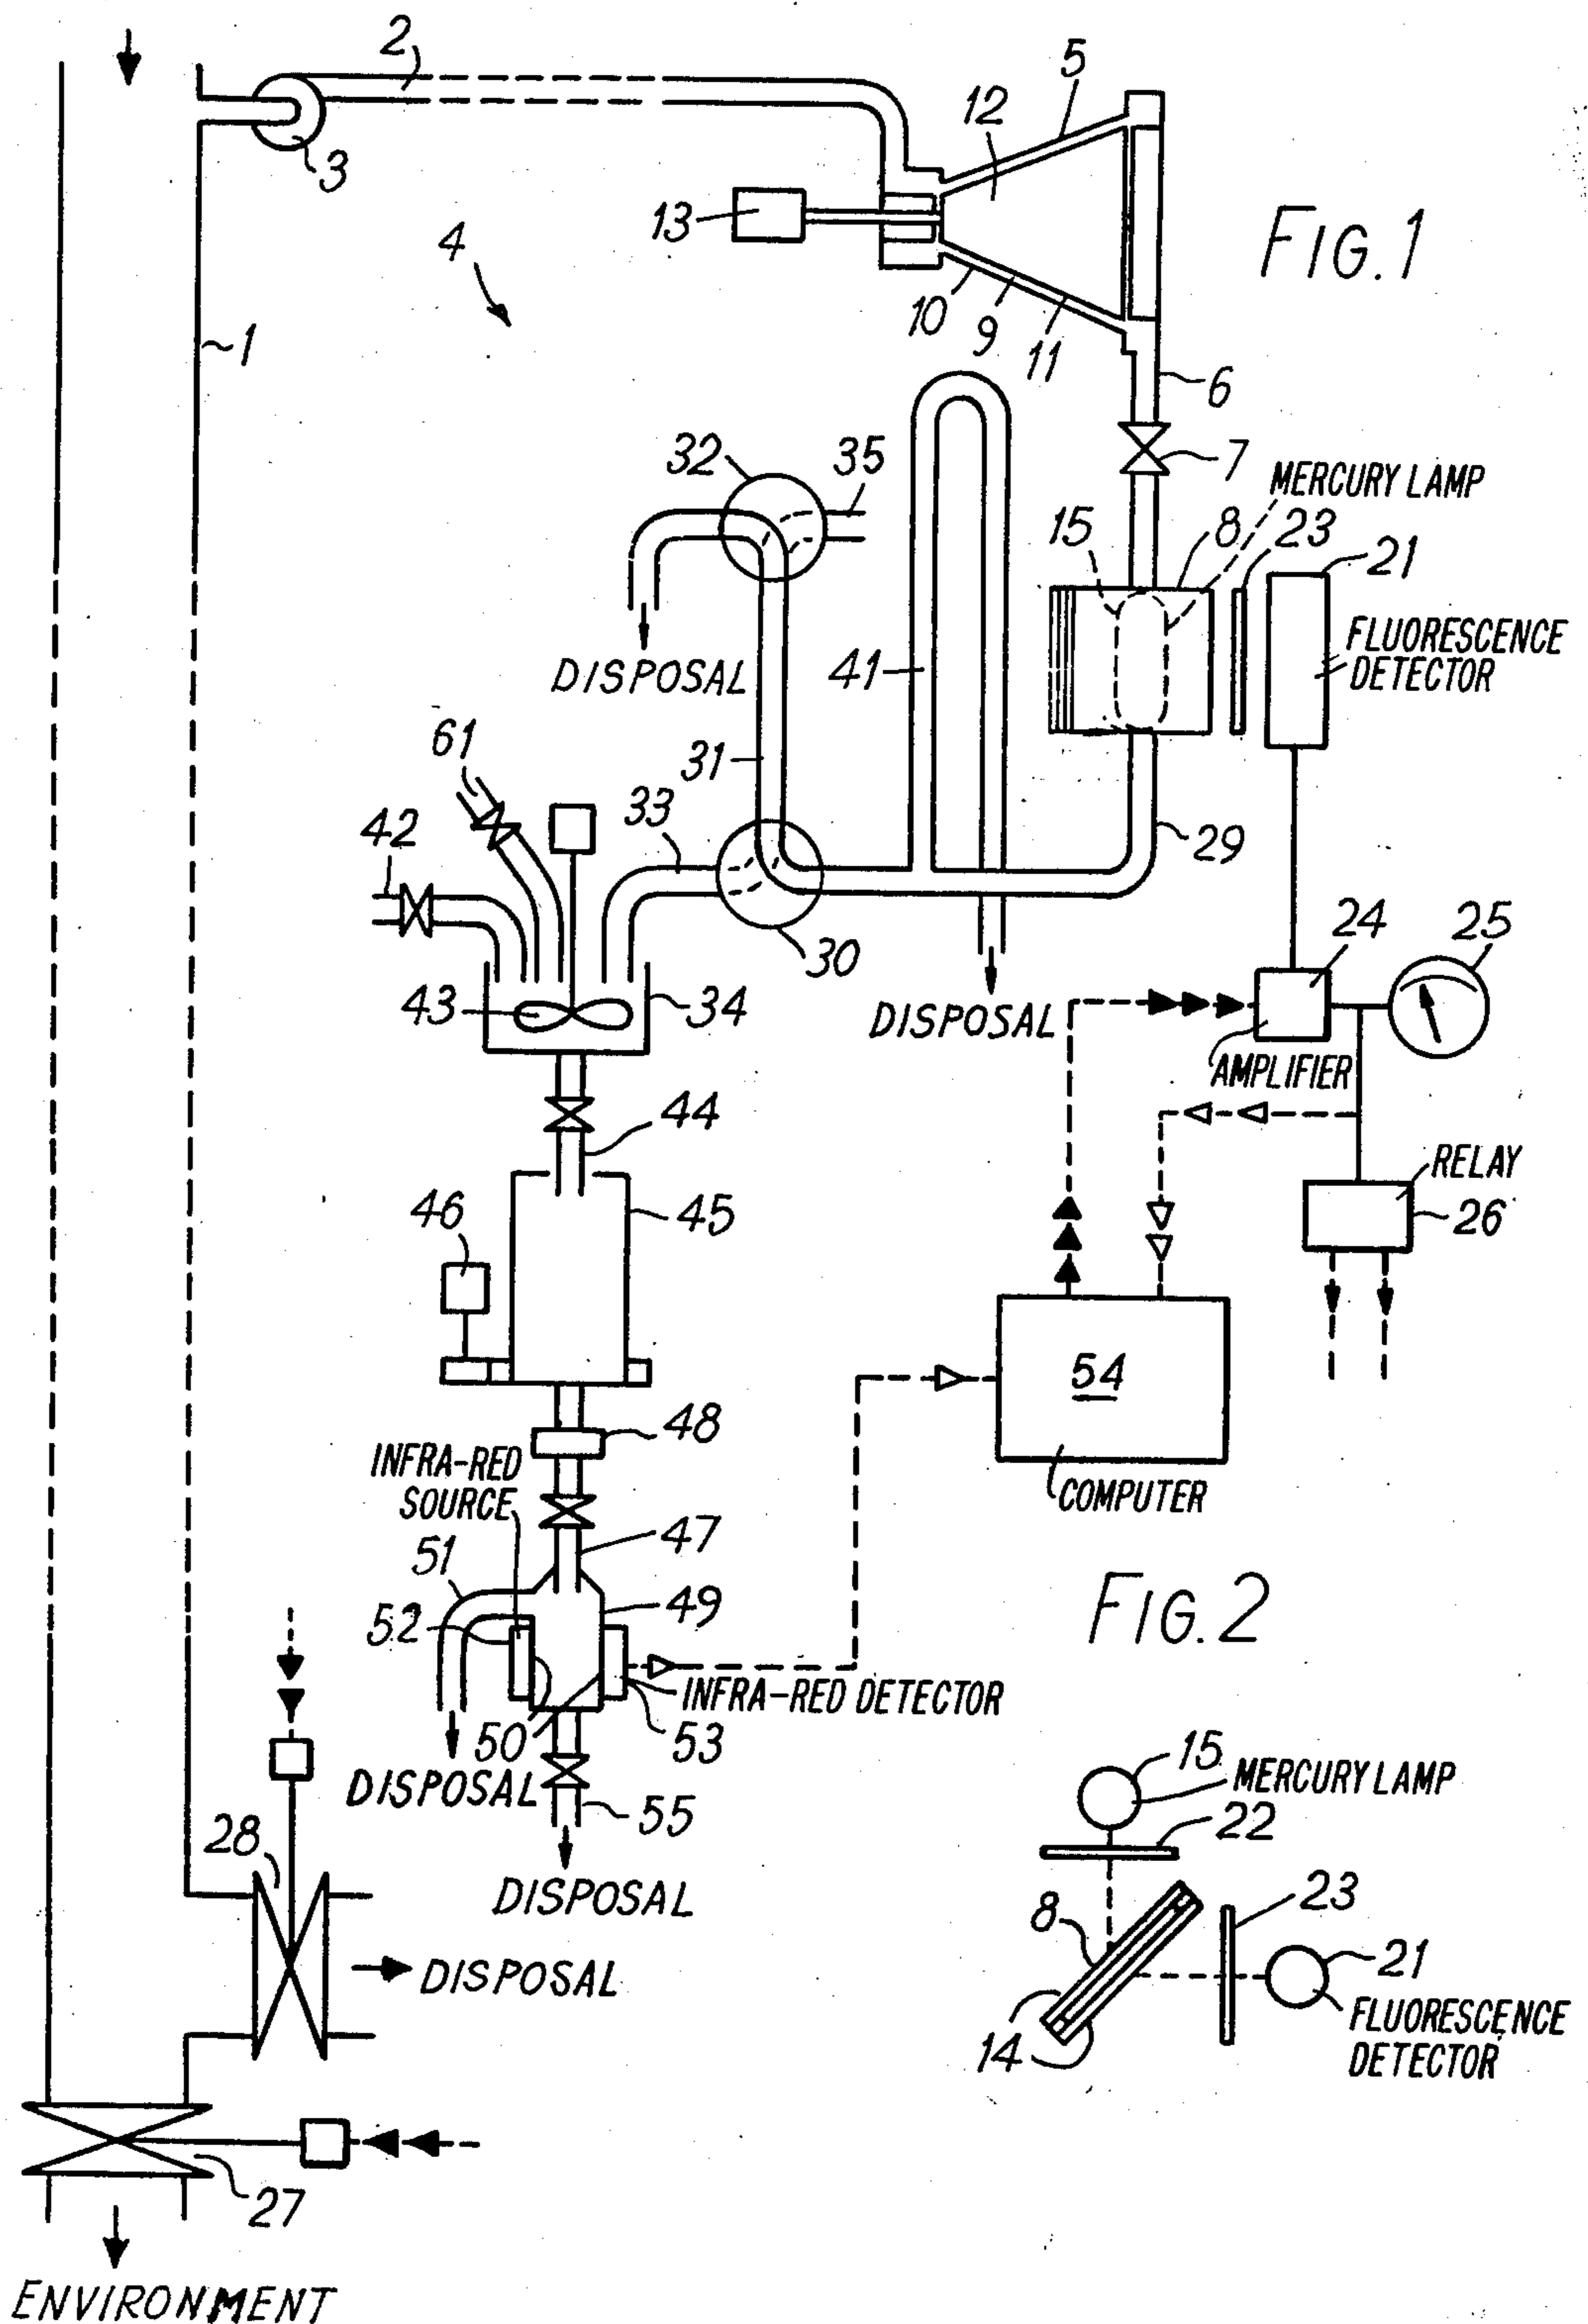 2
5
12
3
13
FIG.1
4
10
9
11
1
6
32
35
7
MERCURY LAMP
15
8
23
21
FLUORESCENCE
DETECTOR
DISPOSAL
41
61
31
42
33
29
30
24
25
43
34
DISPOSAL
AMPLIFIER
44
RELAY
46
45
26
54
48
INFRA-RED
SOURCE
COMPUTER
47
51
FIG.2
49
52
INFRA-RED DETECTOR
50
53
15
MERCURY LAMP
DISPOSAL
55
22
28
8
23
DISPOSAL
DISPOSAL
21
14
FLUORESCENCE
DETECTOR
27
ENVIRONMENT